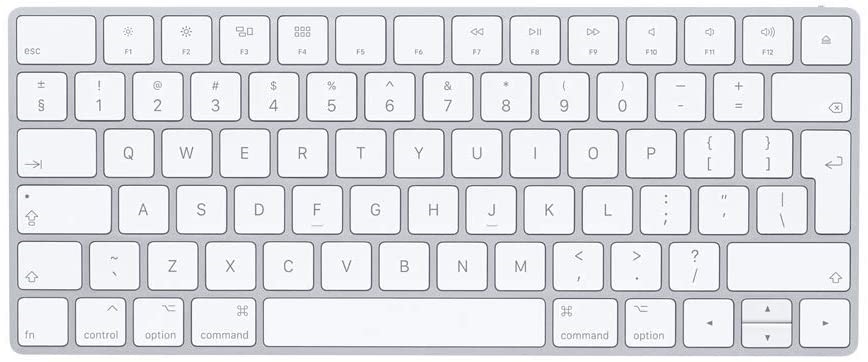 esc F1 F2 F3 F4 F5 F6 F7 F8 F9 F10 F11 F12
± ! @ # $ % ^ & * ( ) — +
§ 1 2 3 4 5 6 7 8 9 0 - =
Q W E R T Y U I O P { }
[ ]
A S D F G H J K L : " |
; ' \
~ Z X C V B N M < > ?
` , . /
fn control option command command option